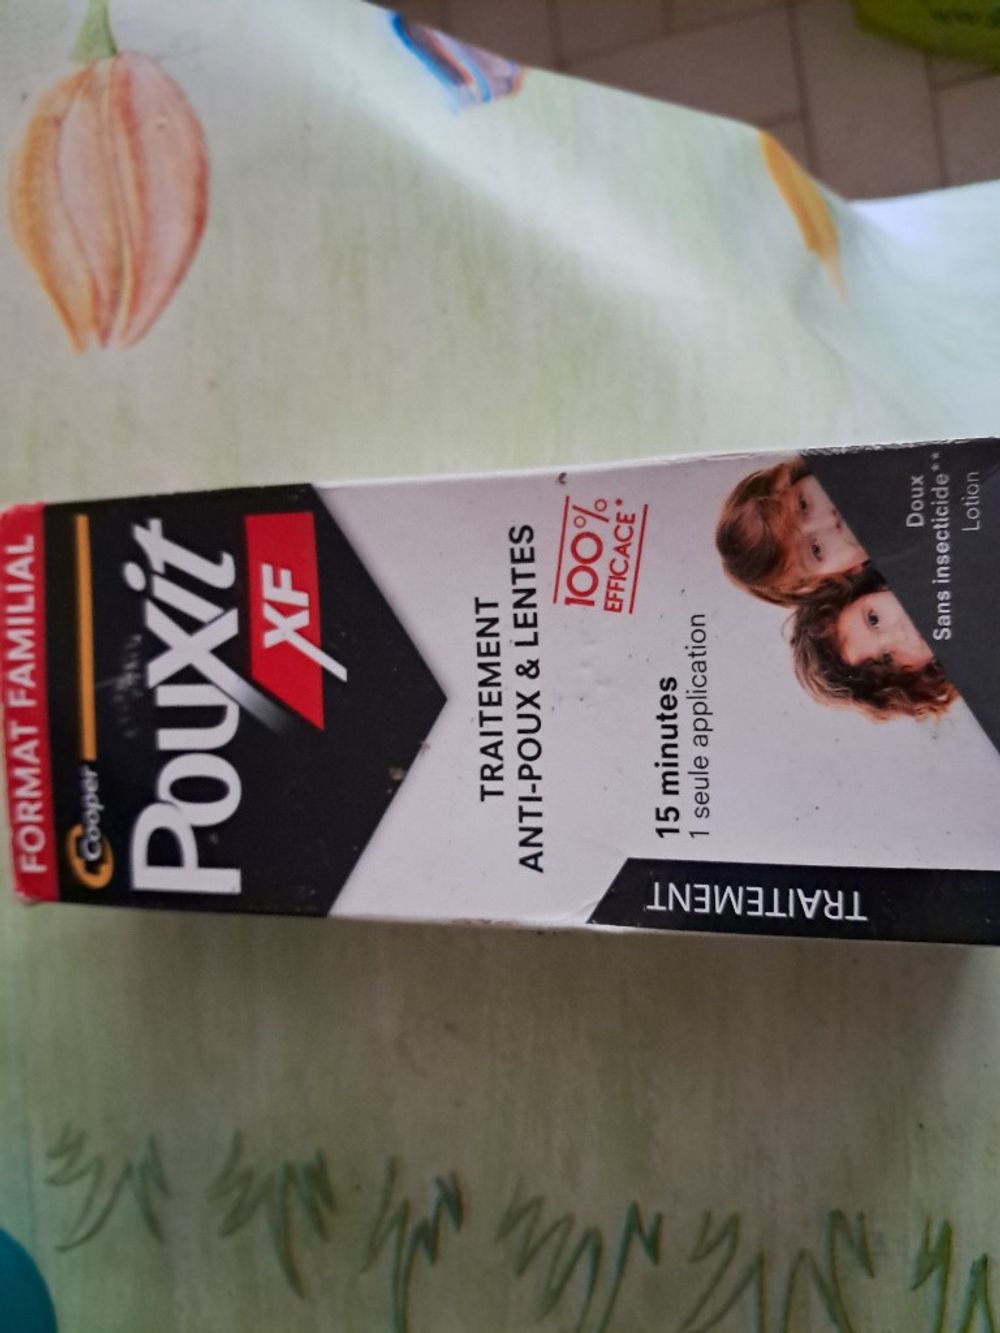 FORMAT FAMILIAL
Cooper
Pouxit
XF
TRAITEMENT
ANTI-POUX & LENTES
100%
EFFICACE*
15 minutes
1 seule application
Doux
Sans insecticide**
Lotion
TRAITEMENT